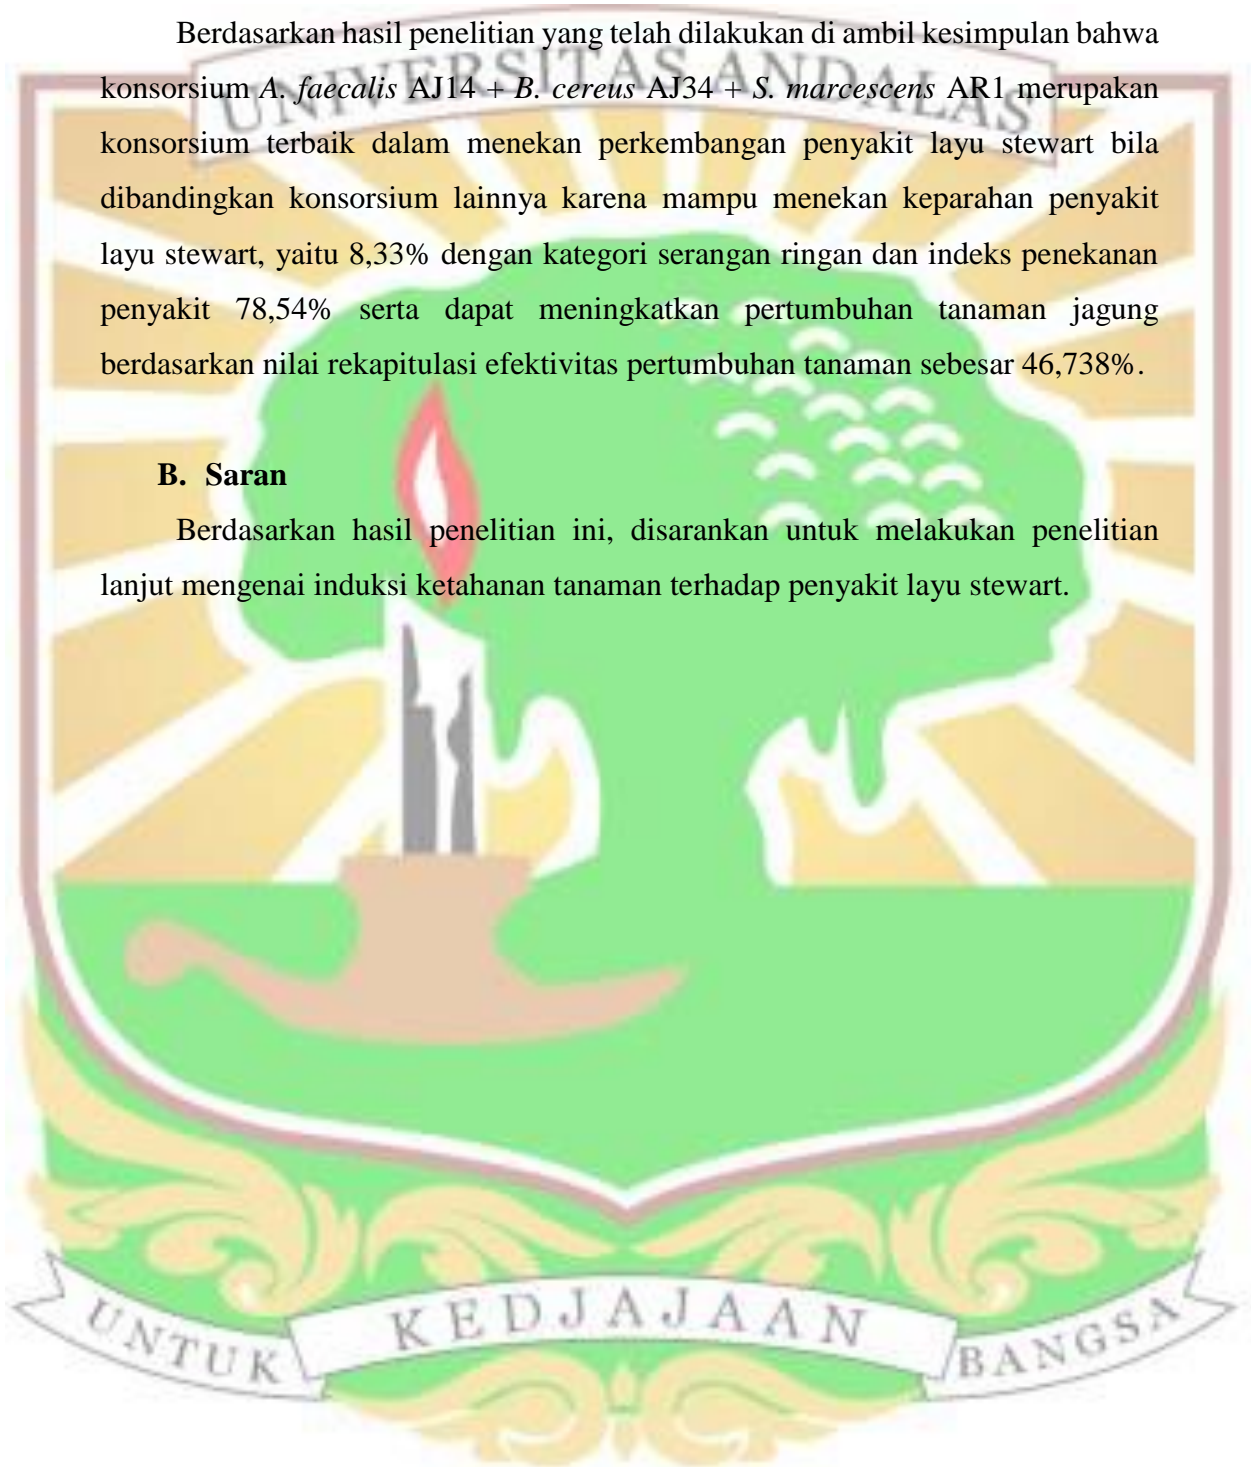 Berdasarkan hasil penelitian yang telah dilakukan di ambil kesimpulan bahwa
UNIVERSITAS ANDALAS
konsorsium A. faecalis AJ14 + B. cereus AJ34 + S. marcescens AR1 merupakan
konsorsium terbaik dalam menekan perkembangan penyakit layu stewart bila
dibandingkan konsorsium lainnya karena mampu menekan keparahan penyakit
layu stewart, yaitu 8,33% dengan kategori serangan ringan dan indeks penekanan
penyakit 78,54% serta dapat meningkatkan pertumbuhan tanaman jagung
berdasarkan nilai rekapitulasi efektivitas pertumbuhan tanaman sebesar 46,738%.
B. Saran
Berdasarkan hasil penelitian ini, disarankan untuk melakukan penelitian
lanjut mengenai induksi ketahanan tanaman terhadap penyakit layu stewart.
UNTUK KEDJAJAAN BANGSA